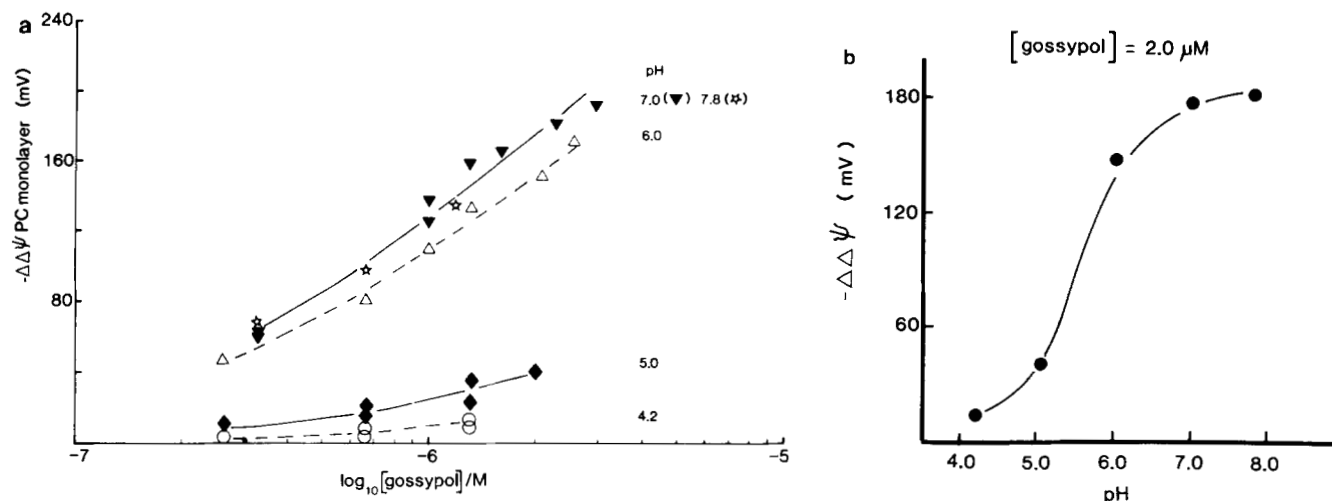 a
240
160
80
-ΔΔψ PC monolayer (mV)
pH
7.0 (▼) 7.8 (☆)
6.0
5.0
4.2
-7
-6
-5
log10[gossypol]/M
b
[gossypol] = 2.0 µM
180
120
60
-ΔΔψ (mV)
4.0 5.0 6.0 7.0 8.0
pH